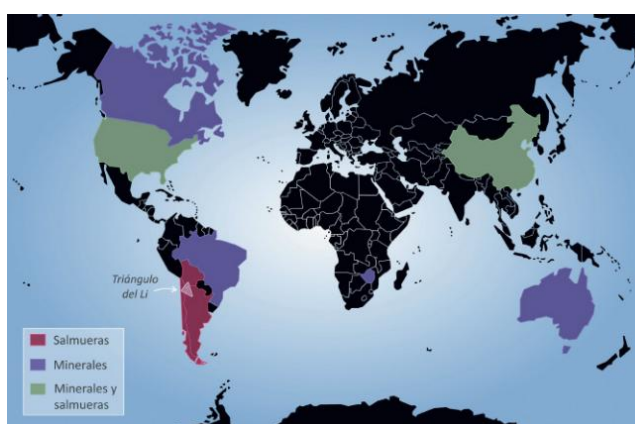 Triángulo
del Li
Salmueras
Minerales
Minerales y
salmueras